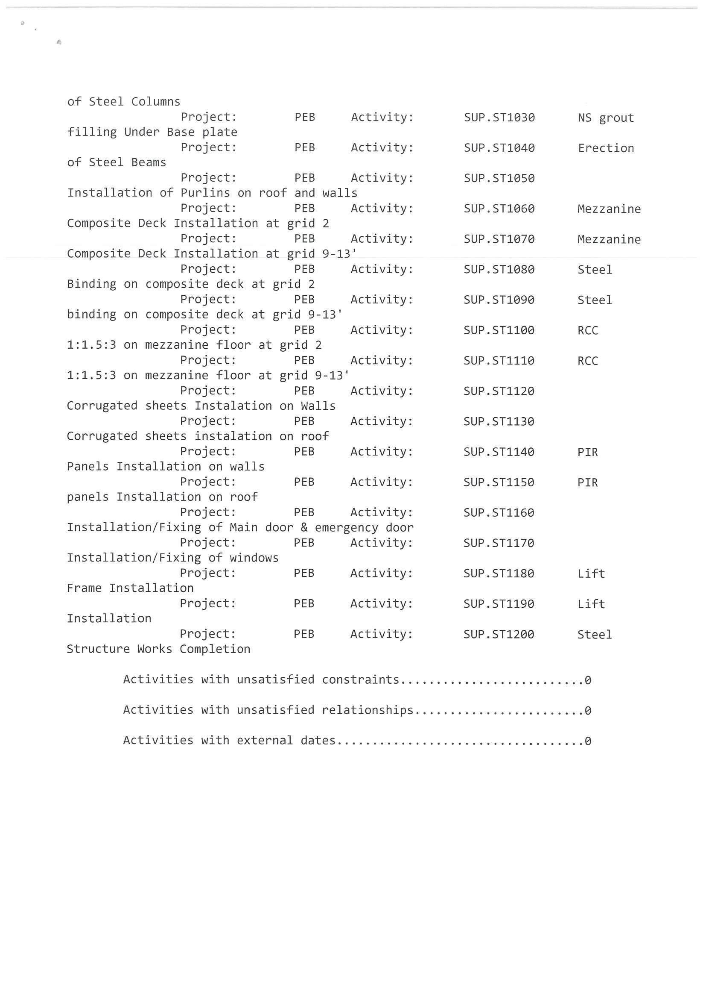 of Steel Columns
Project: PEB Activity: SUP.ST1030 NS grout
filling Under Base plate
Project: PEB Activity: SUP.ST1040 Erection
of Steel Beams
Project: PEB Activity: SUP.ST1050
Installation of Purlins on roof and walls
Project: PEB Activity: SUP.ST1060 Mezzanine
Composite Deck Installation at grid 2
Project: PEB Activity: SUP.ST1070 Mezzanine
Composite Deck Installation at grid 9-13'
Project: PEB Activity: SUP.ST1080 Steel
Binding on composite deck at grid 2
Project: PEB Activity: SUP.ST1090 Steel
binding on composite deck at grid 9-13'
Project: PEB Activity: SUP.ST1100 RCC
1:1.5:3 on mezzanine floor at grid 2
Project: PEB Activity: SUP.ST1110 RCC
1:1.5:3 on mezzanine floor at grid 9-13'
Project: PEB Activity: SUP.ST1120
Corrugated sheets Instalation on Walls
Project: PEB Activity: SUP.ST1130
Corrugated sheets instalation on roof
Project: PEB Activity: SUP.ST1140 PIR
Panels Installation on walls
Project: PEB Activity: SUP.ST1150 PIR
panels Installation on roof
Project: PEB Activity: SUP.ST1160
Installation/Fixing of Main door & emergency door
Project: PEB Activity: SUP.ST1170
Installation/Fixing of windows
Project: PEB Activity: SUP.ST1180 Lift
Frame Installation
Project: PEB Activity: SUP.ST1190 Lift
Installation
Project: PEB Activity: SUP.ST1200 Steel
Structure Works Completion
Activities with unsatisfied constraints..........................0
Activities with unsatisfied relationships........................0
Activities with external dates...................................0